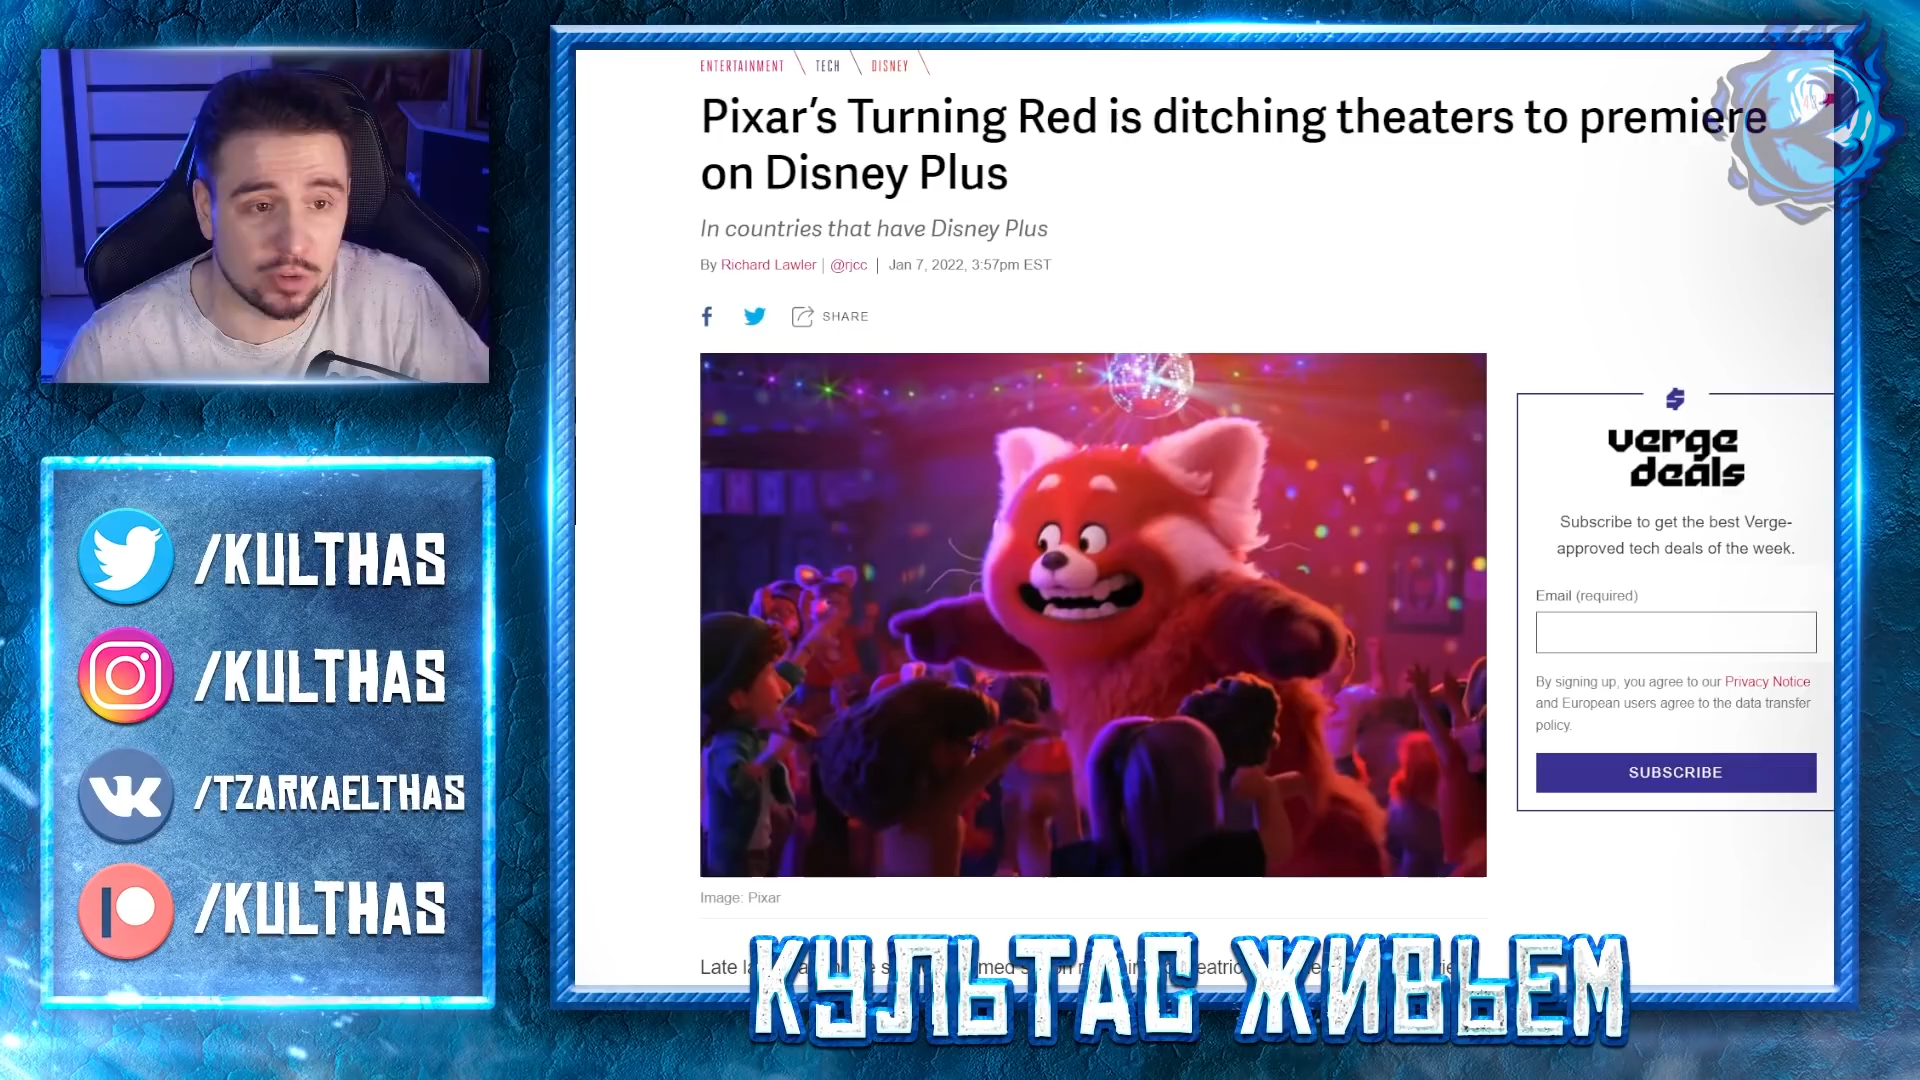 ENTERTAINMENT \ TECH \ DISNEY \
Pixar's Turning Red is ditching theaters to premiere
on Disney Plus
In countries that have Disney Plus
By Richard Lawler | @rjcc | Jan 7, 2022, 3:57pm EST
SHARE
verge
deals
Subscribe to get the best Verge-
approved tech deals of the week.
Email (required)
By signing up, you agree to our Privacy Notice
and European users agree to the data transfer
policy.
SUBSCRIBE
Image: Pixar
Late
КУЛЬТАС ЖИВЬЕМ
/KULTHAS
/KULTHAS
/TZARKAELTHAS
/KULTHAS